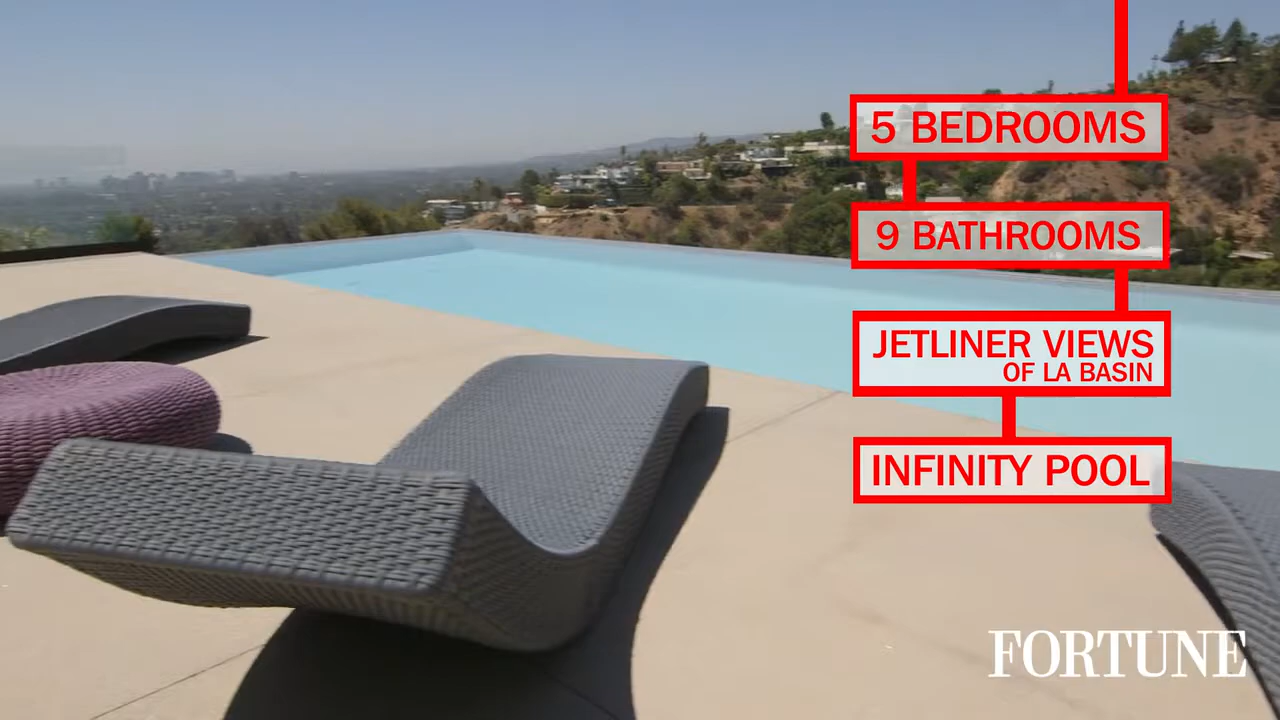 5 BEDROOMS
9 BATHROOMS
JETLINER VIEWS
OF LA BASIN
INFINITY POOL
FORTUNE